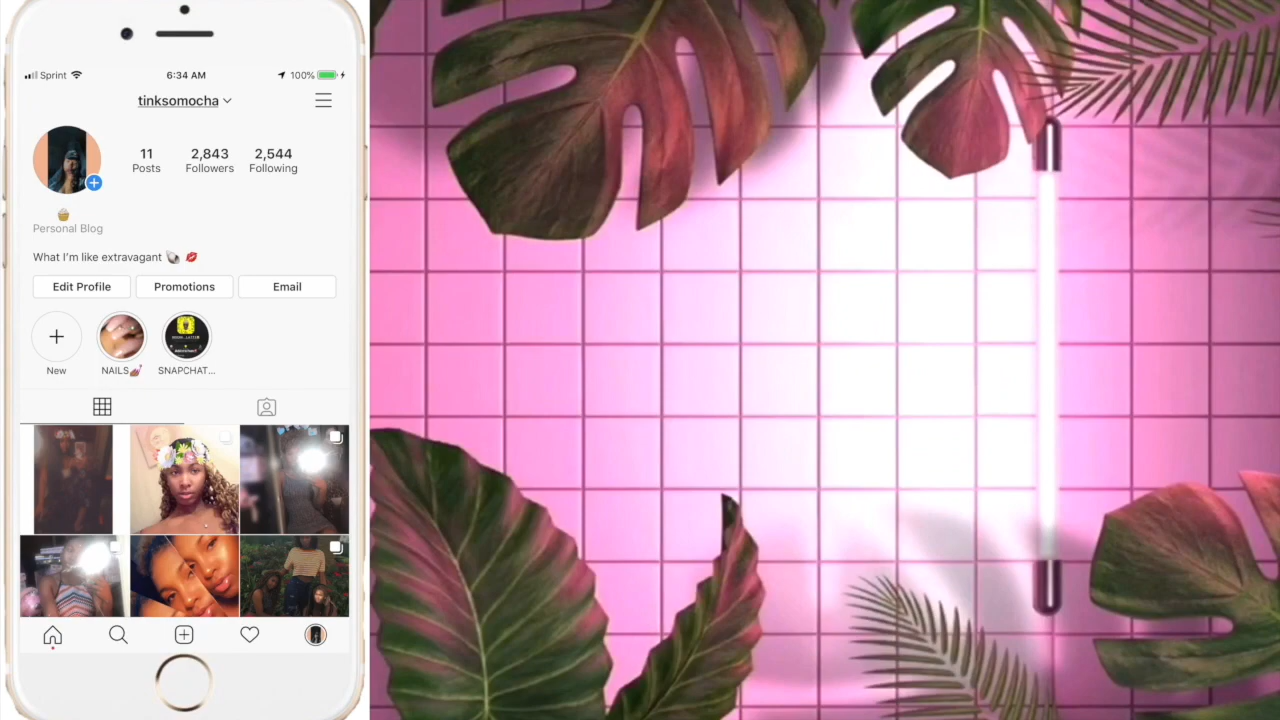 Sprint 6:34 AM 100%
tinksomocha
11 2,843 2,544
Posts Followers Following
Personal Blog
What I'm like extravagant
Edit Profile Promotions Email
New NAILS SNAPCHAT...